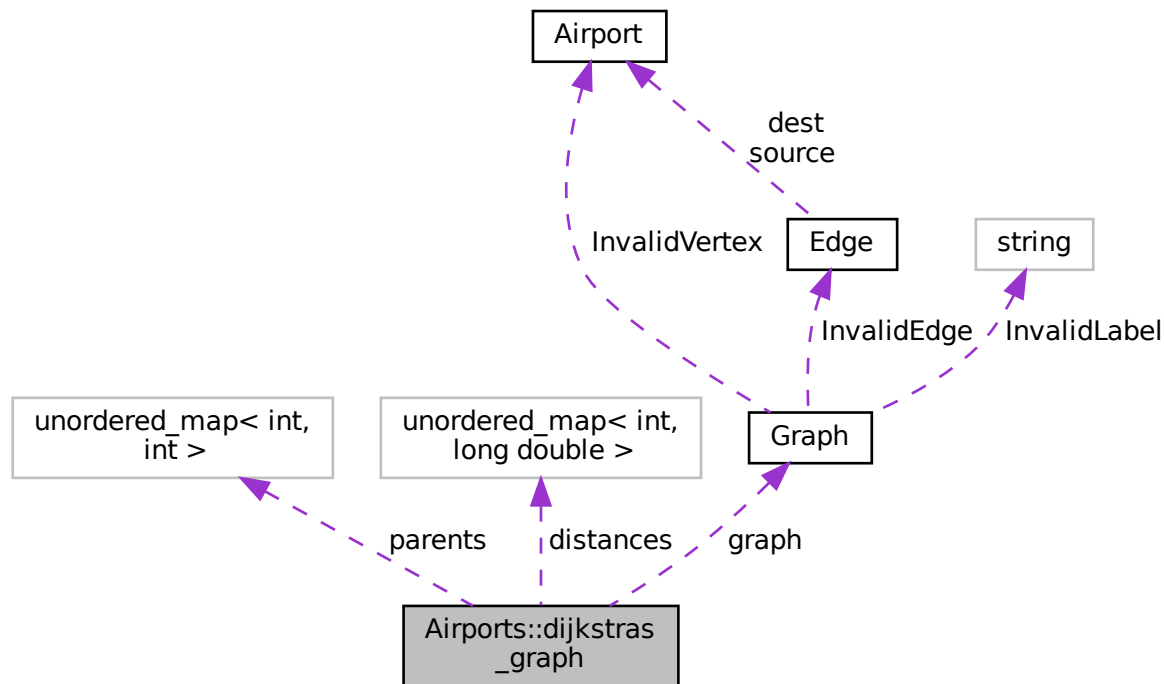 Airport
dest
source
InvalidVertex
Edge
string
InvalidEdge
InvalidLabel
unordered_map< int,
int >
unordered_map< int,
long double >
Graph
parents
distances
graph
Airports::dijkstras
_graph